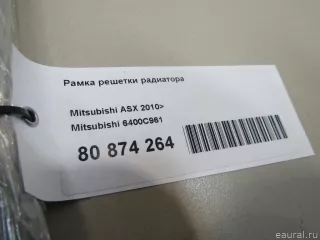 Рамка решетки радиатора
Mitsubishi ASX 2010>
Mitsubishi 6400C961
80 874 264
eaural.ru